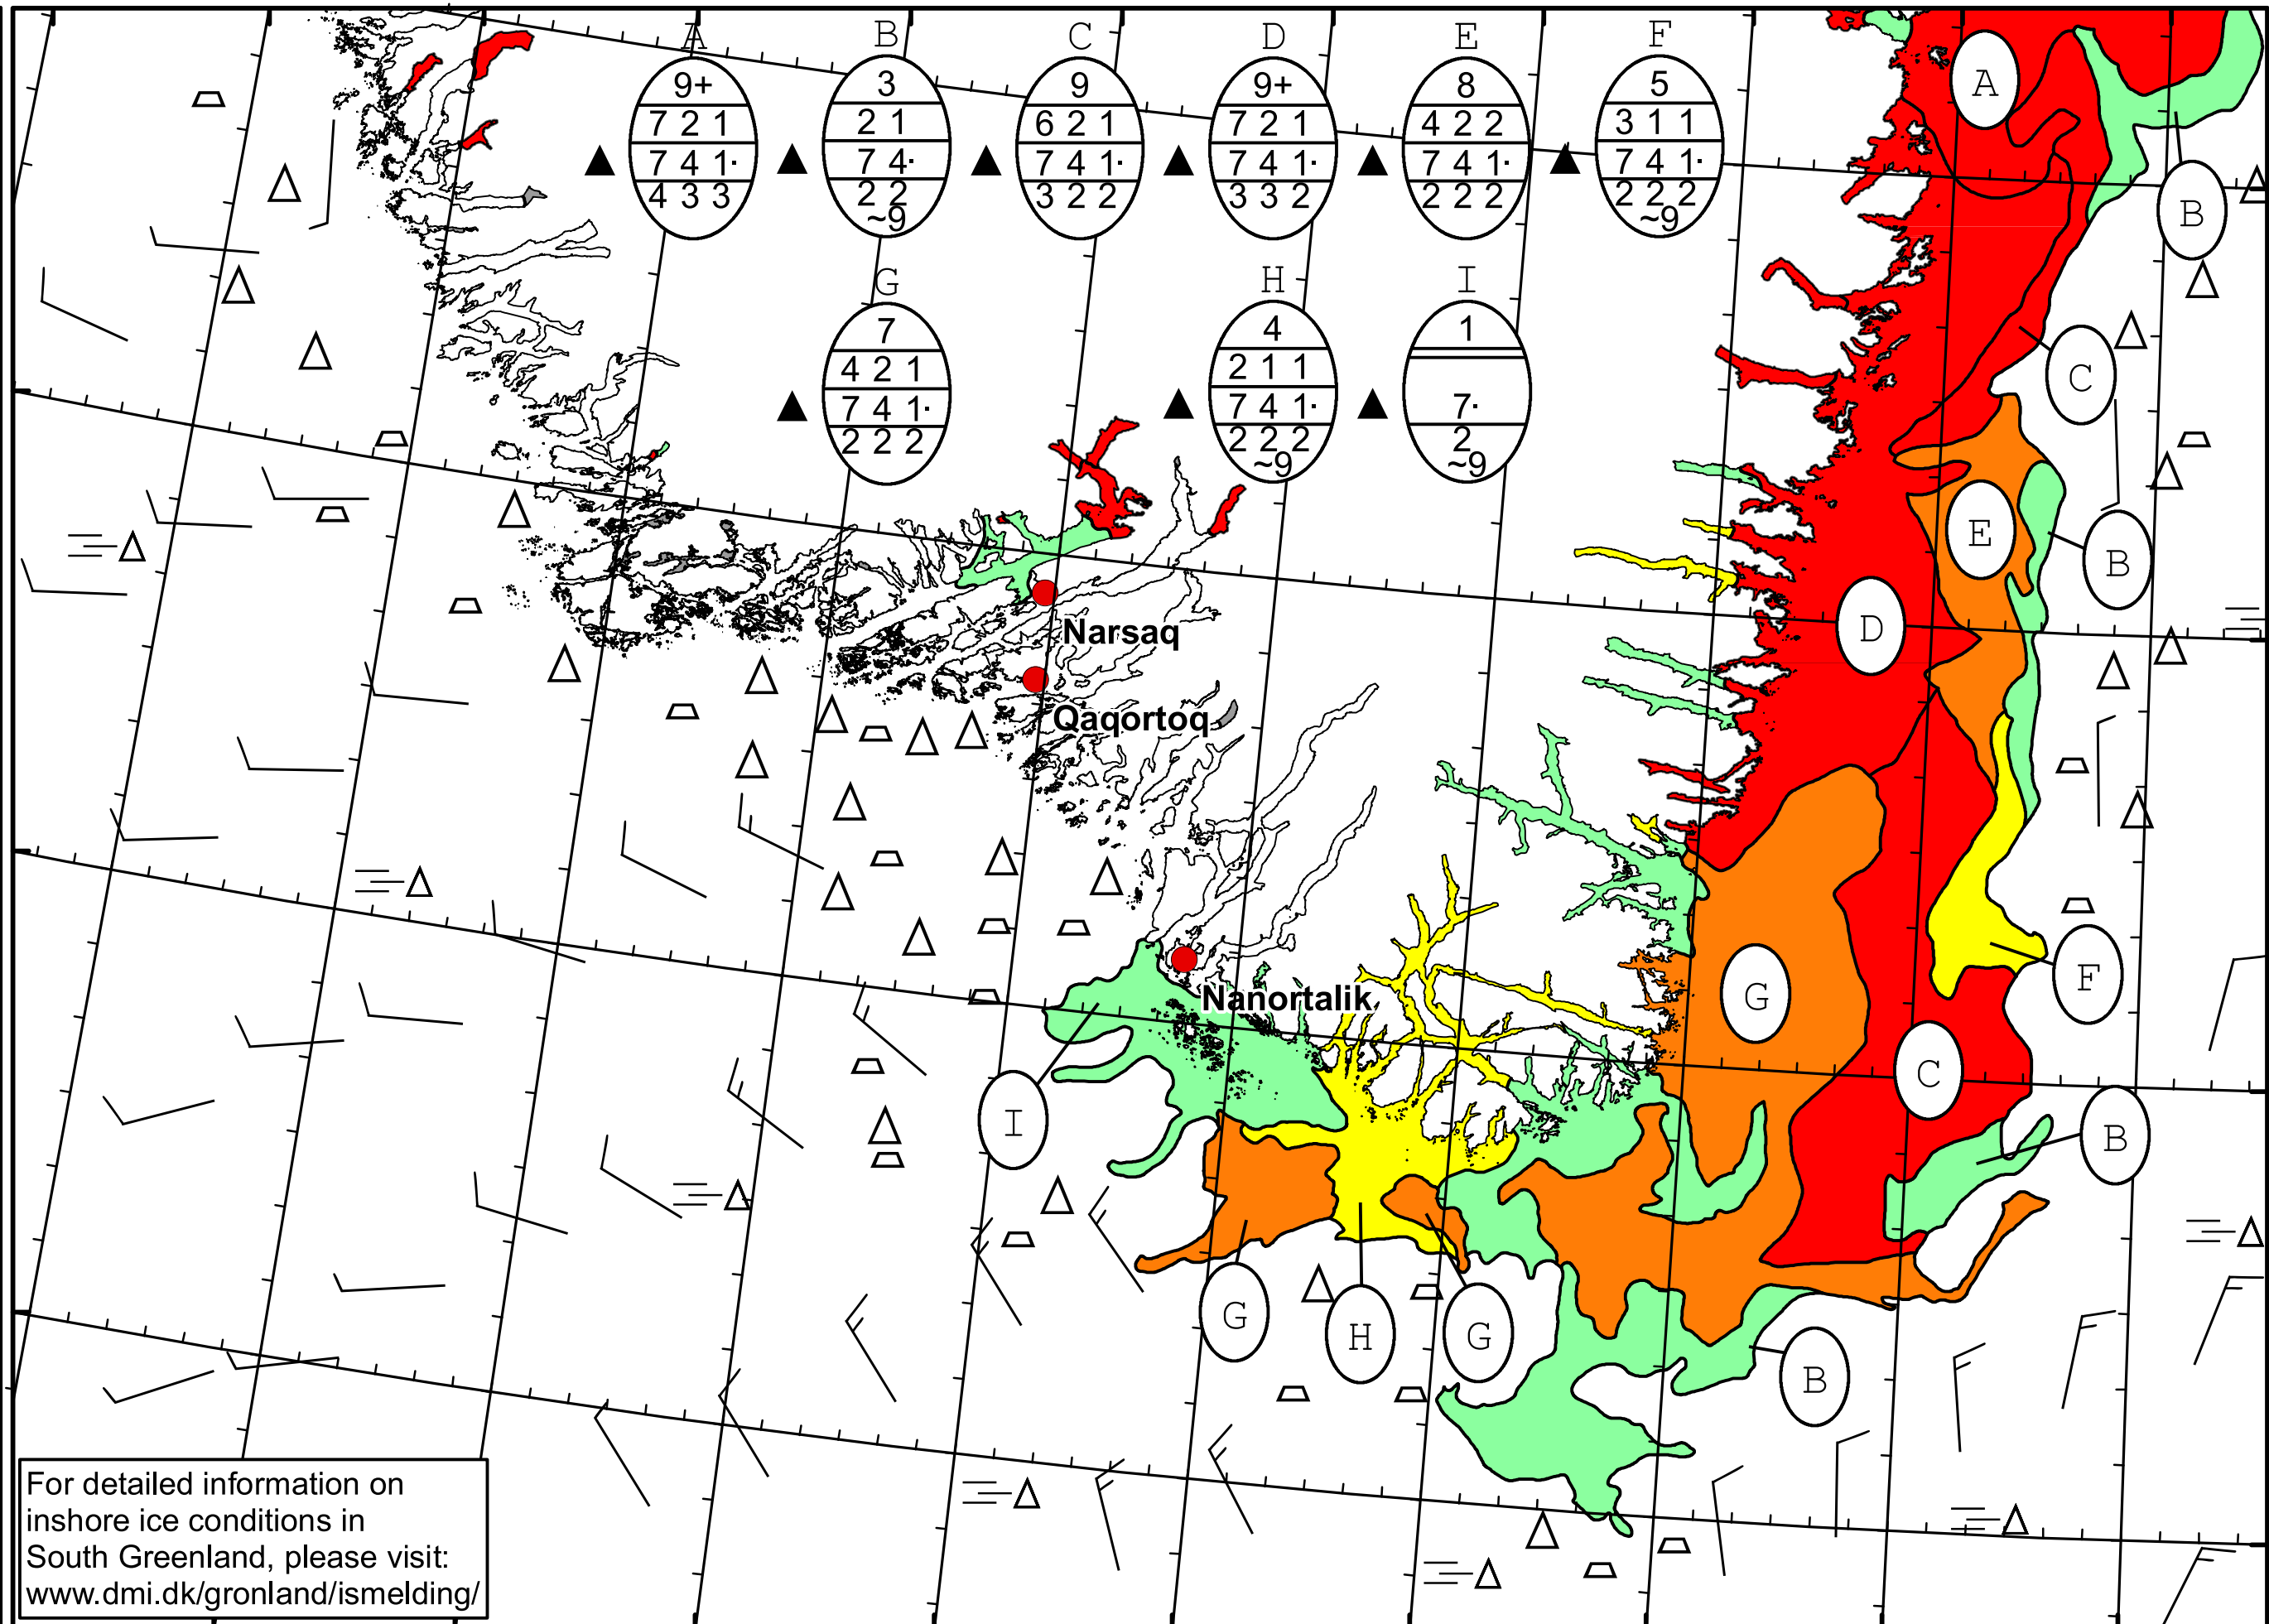 A B C D E F
9+ 3 9 9+ 8 5
7 2 1 2 1 6 2 1 7 2 1 4 2 2 3 1 1
7 4 1· 7 4· 7 4 1· 7 4 1· 7 4 1· 7 4 1·
4 3 3 2 2 3 2 2 3 3 2 2 2 2 2 2 2
~9 ~9
G H I
7 4 1
4 2 1 2 1 1
7 4 1· 7 4 1· 7·
2 2 2 2 2 2 2
~9 ~9
A
B
C
E
B
D
Narsaq
Qaqortoq
F
G
Nanortalik
C
I
B
G
H
G
B
For detailed information on
inshore ice conditions in
South Greenland, please visit:
www.dmi.dk/gronland/ismelding/